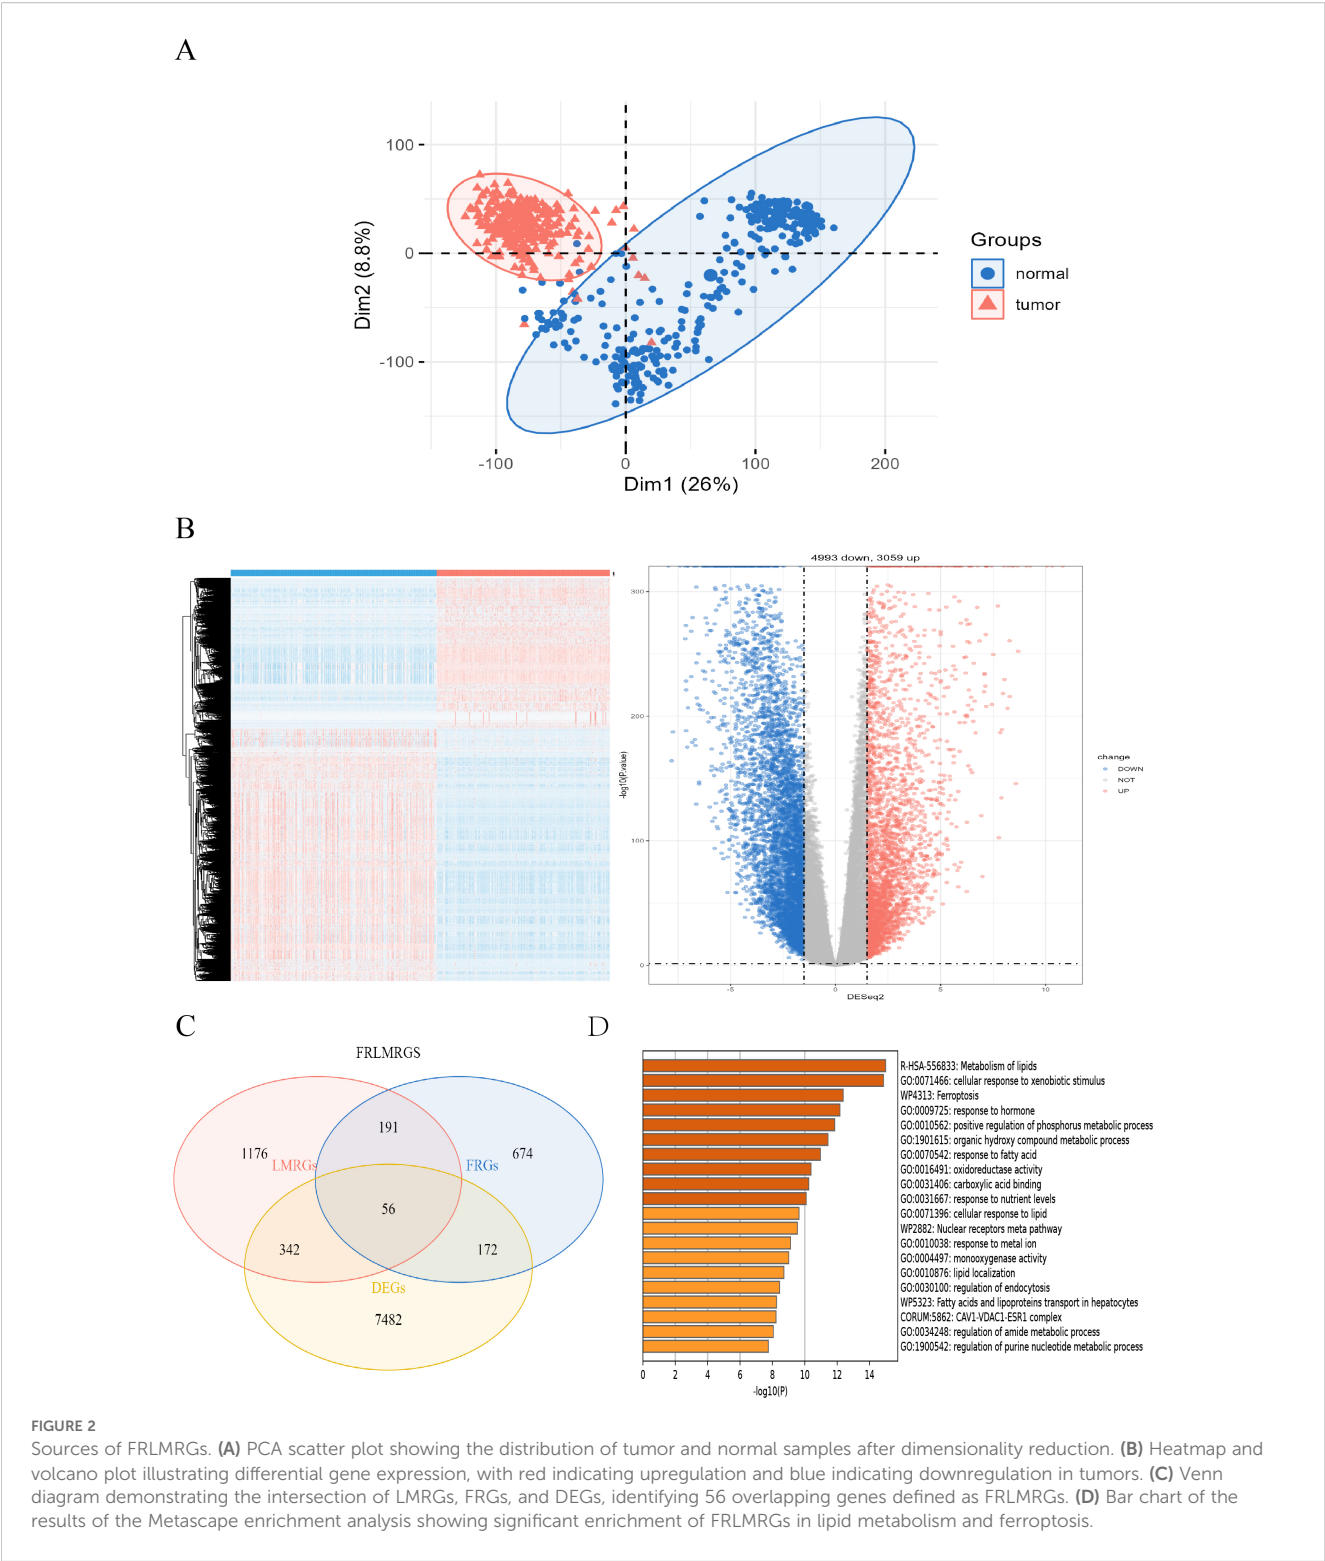 A
100
0
-100
Dim2 (8.8%)
-100
0
100
200
Dim1 (26%)
Groups
normal
tumor
B
4993 down, 3059 up
300
200
100
0
-log10(P.value)
-5
0
5
10
DESeq2
change
DOWN
NOT
UP
C
FRLMRGS
191
1176
674
LMRGs
FRGs
56
342
172
DEGs
7482
D
R-HSA-556833: Metabolism of lipids
GO:0071466: cellular response to xenobiotic stimulus
WP4313: Ferroptosis
GO:0009725: response to hormone
GO:0010562: positive regulation of phosphorus metabolic process
GO:1901615: organic hydroxy compound metabolic process
GO:0070542: response to fatty acid
GO:0016491: oxidoreductase activity
GO:0031406: carboxylic acid binding
GO:0031667: response to nutrient levels
GO:0071396: cellular response to lipid
WP2882: Nuclear receptors meta pathway
GO:0010038: response to metal ion
GO:0004497: monooxygenase activity
GO:0010876: lipid localization
GO:0030100: regulation of endocytosis
WP5323: Fatty acids and lipoproteins transport in hepatocytes
CORUM:5862: CAV1-VDAC1-ESR1 complex
GO:0034248: regulation of amide metabolic process
GO:1900542: regulation of purine nucleotide metabolic process
0 2 4 6 8 10 12 14
-log10(P)
FIGURE 2
Sources of FRLMRGs. (A) PCA scatter plot showing the distribution of tumor and normal samples after dimensionality reduction. (B) Heatmap and
volcano plot illustrating differential gene expression, with red indicating upregulation and blue indicating downregulation in tumors. (C) Venn
diagram demonstrating the intersection of LMRGs, FRGs, and DEGs, identifying 56 overlapping genes defined as FRLMRGs. (D) Bar chart of the
results of the Metascape enrichment analysis showing significant enrichment of FRLMRGs in lipid metabolism and ferroptosis.